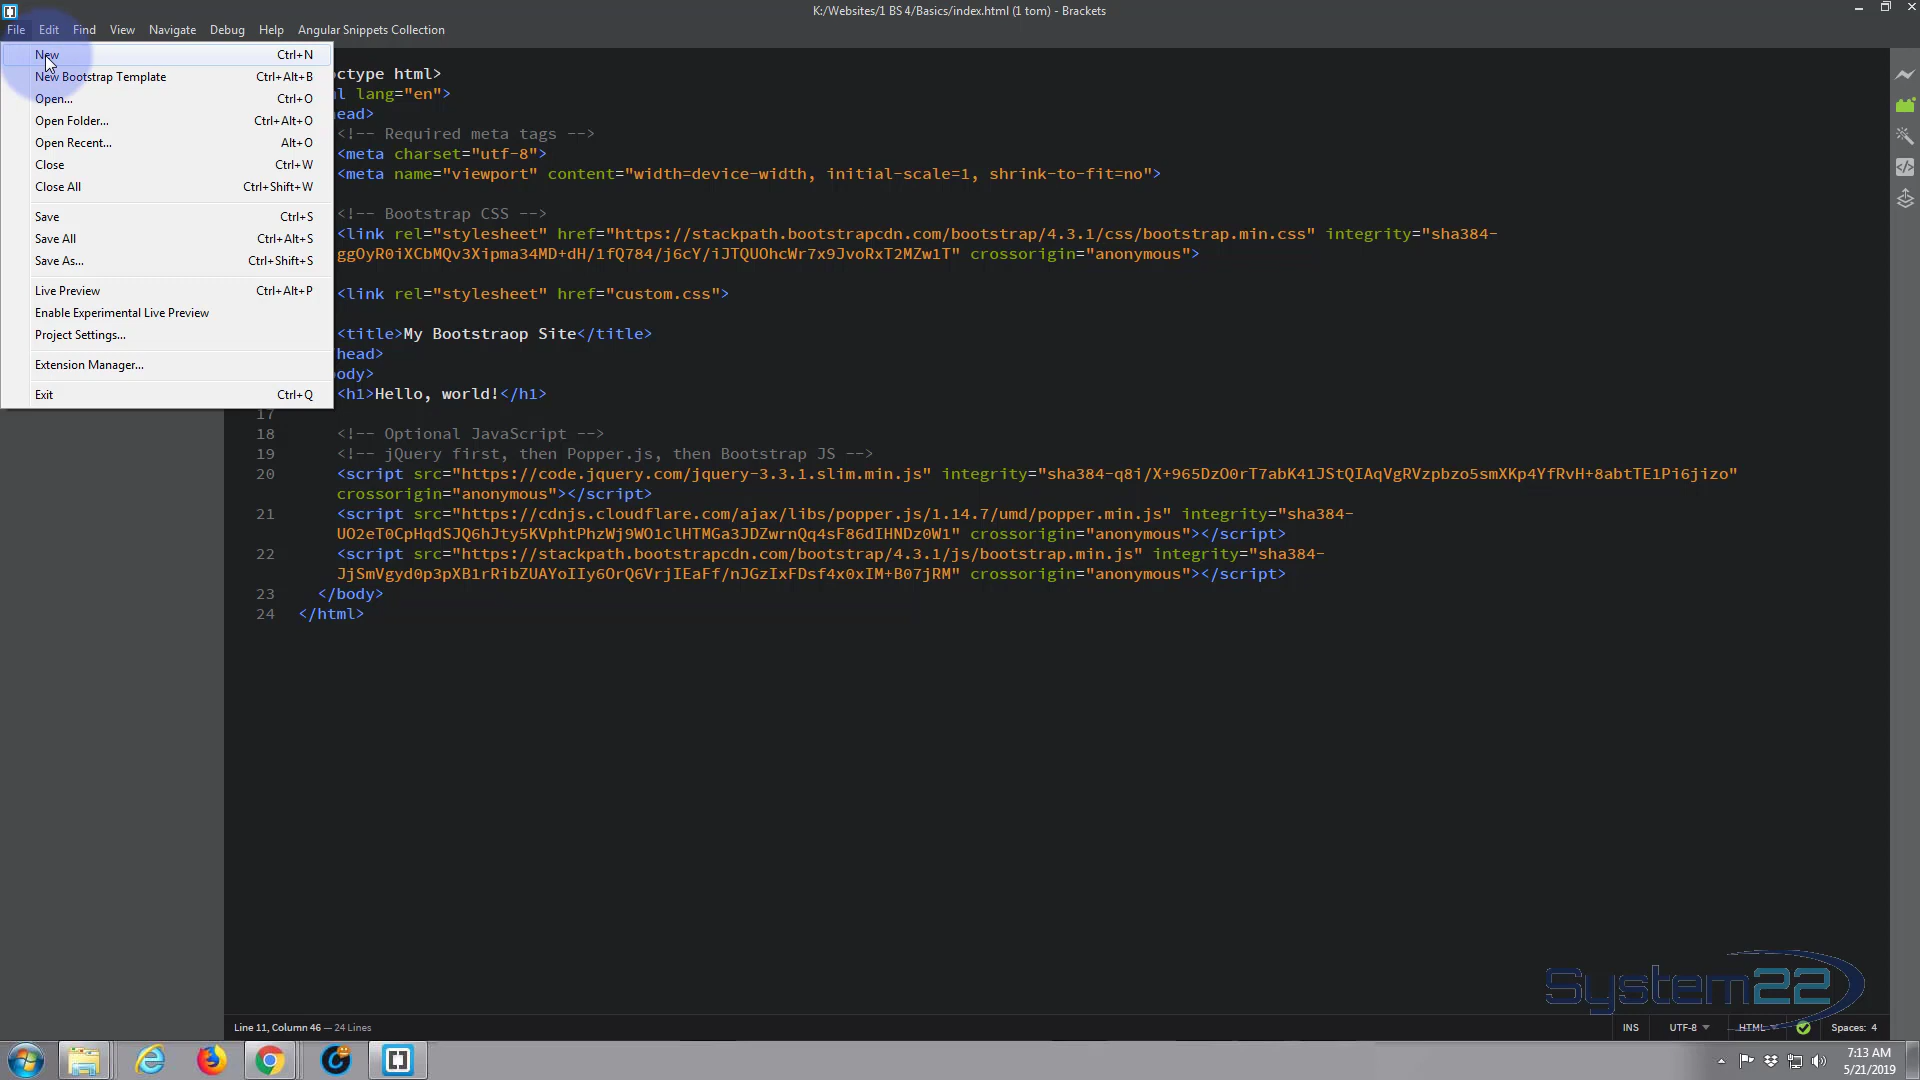 K:/Websites/1 BS 4/Basics/index.html (1 tom) - Brackets
File Edit Find View Navigate Debug Help Angular Snippets Collection
New Ctrl+N
New Bootstrap Template Ctrl+Alt+B
Open... Ctrl+O
Open Folder... Ctrl+Alt+O
Open Recent... Alt+O
Close Ctrl+W
Close All Ctrl+Shift+W
Save Ctrl+S
Save All Ctrl+Alt+S
Save As... Ctrl+Shift+S
Live Preview Ctrl+Alt+P
Enable Experimental Live Preview
Project Settings...
Extension Manager...
Exit Ctrl+Q
octype html>
l lang="en">
ead>
<!-- Required meta tags -->
<meta charset="utf-8">
<meta name="viewport" content="width=device-width, initial-scale=1, shrink-to-fit=no">
<!-- Bootstrap CSS -->
<link rel="stylesheet" href="https://stackpath.bootstrapcdn.com/bootstrap/4.3.1/css/bootstrap.min.css" integrity="sha384-
ggOyR0iXCbMQv3Xipma34MD+dH/1fQ784/j6cY/iJTQUOhcWr7x9JvoRxT2MZw1T" crossorigin="anonymous">
<link rel="stylesheet" href="custom.css">
<title>My Bootstraop Site</title>
head>
ody>
<h1>Hello, world!</h1>
17
18 <!-- Optional JavaScript -->
19 <!-- jQuery first, then Popper.js, then Bootstrap JS -->
20 <script src="https://code.jquery.com/jquery-3.3.1.slim.min.js" integrity="sha384-q8i/X+965DzO0rT7abK41JStQIAqVgRVzpbzo5smXKp4YfRvH+8abtTE1Pi6jizo"
crossorigin="anonymous"></script>
21 <script src="https://cdnjs.cloudflare.com/ajax/libs/popper.js/1.14.7/umd/popper.min.js" integrity="sha384-
UO2eT0CpHqdSJQ6hJty5KVphtPhzWj9WO1clHTMGa3JDZwrnQq4sF86dIHNDz0W1" crossorigin="anonymous"></script>
22 <script src="https://stackpath.bootstrapcdn.com/bootstrap/4.3.1/js/bootstrap.min.js" integrity="sha384-
JjSmVgyd0p3pXB1rRibZUAYoIIy6OrQ6VrjIEaFf/nJGzIxFDsf4x0xIM+B07jRM" crossorigin="anonymous"></script>
23 </body>
24 </html>
System22
Line 11, Column 46 — 24 Lines
INS UTF-8 HTML Spaces: 4
7:13 AM
5/21/2019